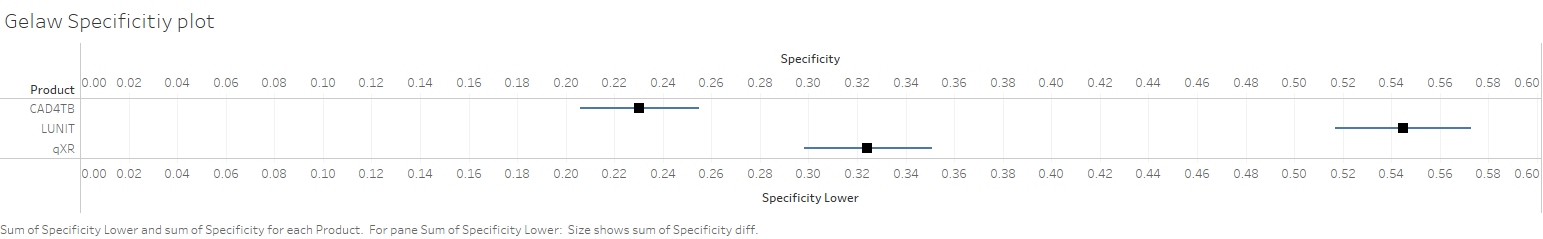 Gelaw Specificitiy plot
Specificity
0.00 0.02 0.04 0.06 0.08 0.10 0.12 0.14 0.16 0.18 0.20 0.22 0.24 0.26 0.28 0.30 0.32 0.34 0.36 0.38 0.40 0.42 0.44 0.46 0.48 0.50 0.52 0.54 0.56 0.58 0.60
Product
CAD4TB
LUNIT
qXR
0.00 0.02 0.04 0.06 0.08 0.10 0.12 0.14 0.16 0.18 0.20 0.22 0.24 0.26 0.28 0.30 0.32 0.34 0.36 0.38 0.40 0.42 0.44 0.46 0.48 0.50 0.52 0.54 0.56 0.58 0.60
Specificity Lower
Sum of Specificity Lower and sum of Specificity for each Product. For pane Sum of Specificity Lower: Size shows sum of Specificity diff.